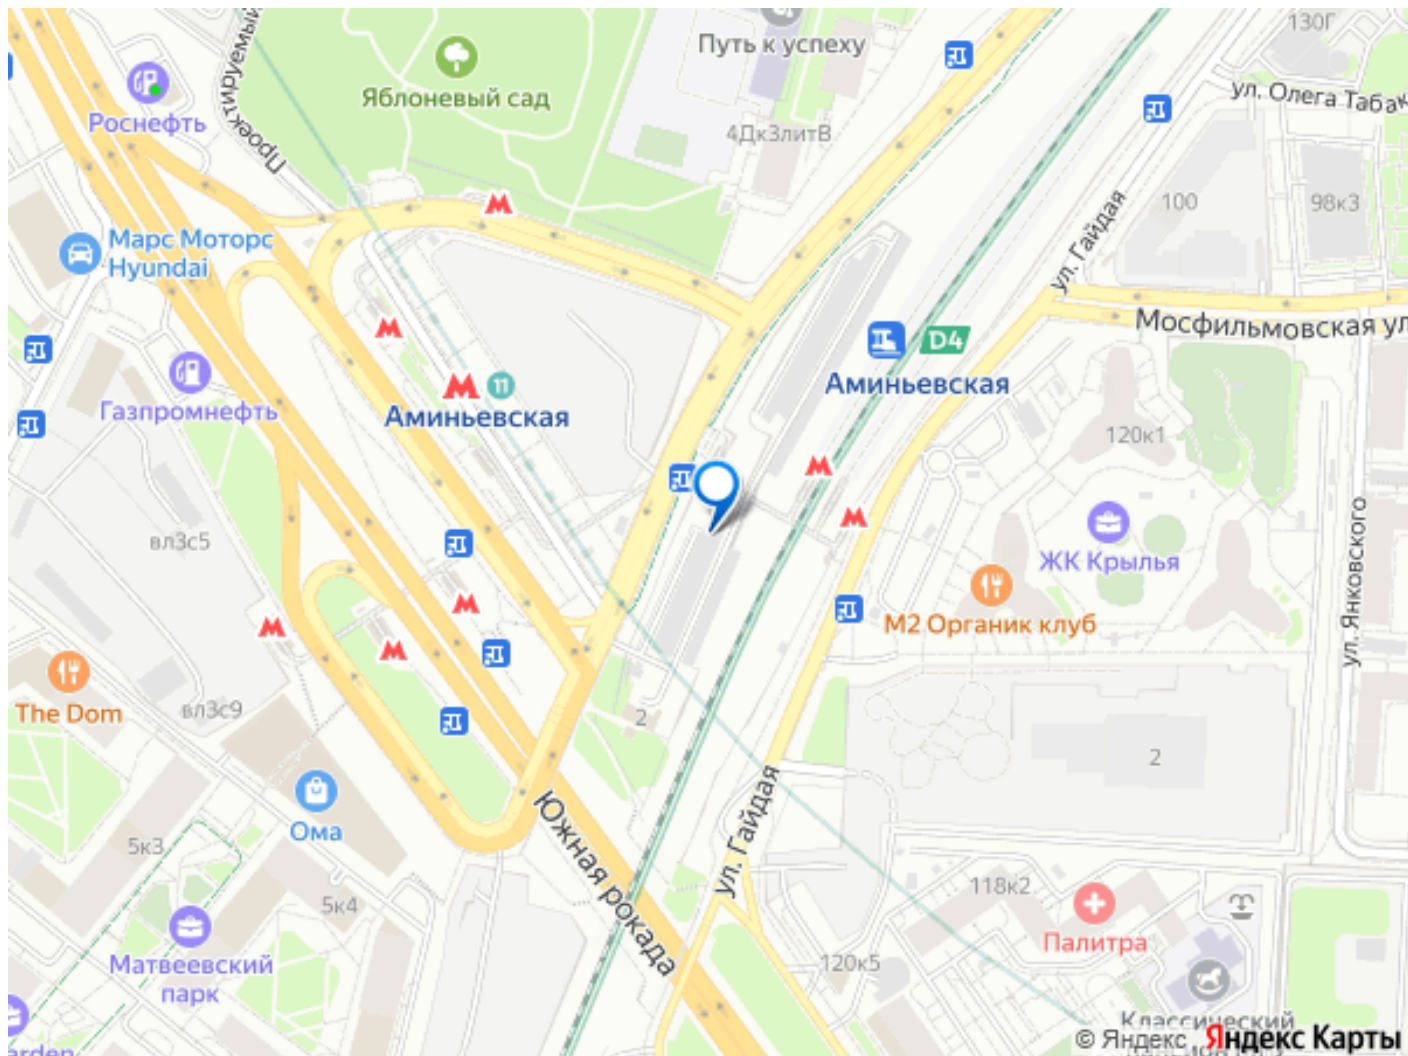 130Г
Путь к успеху
Яблоневый сад
ул. Олега Табак
Роснефть
Проектируемый
4Дк3литВ
100
98к3
ул. Гайдая
Марс Моторс
Hyundai
Мосфильмовская ул
D4
Аминьевская
11
Аминьевская
Газпромнефть
120к1
вл3с5
ЖК Крылья
ул. Янковского
М2 Органик клуб
The Dom
вл3с9
2
2
Ома
Южная рокада
ул. Гайдая
5к3
5к4
118к2
Палитра
Матвеевский
парк
120к5
Классический
arden
© Яндекс Яндекс Карты